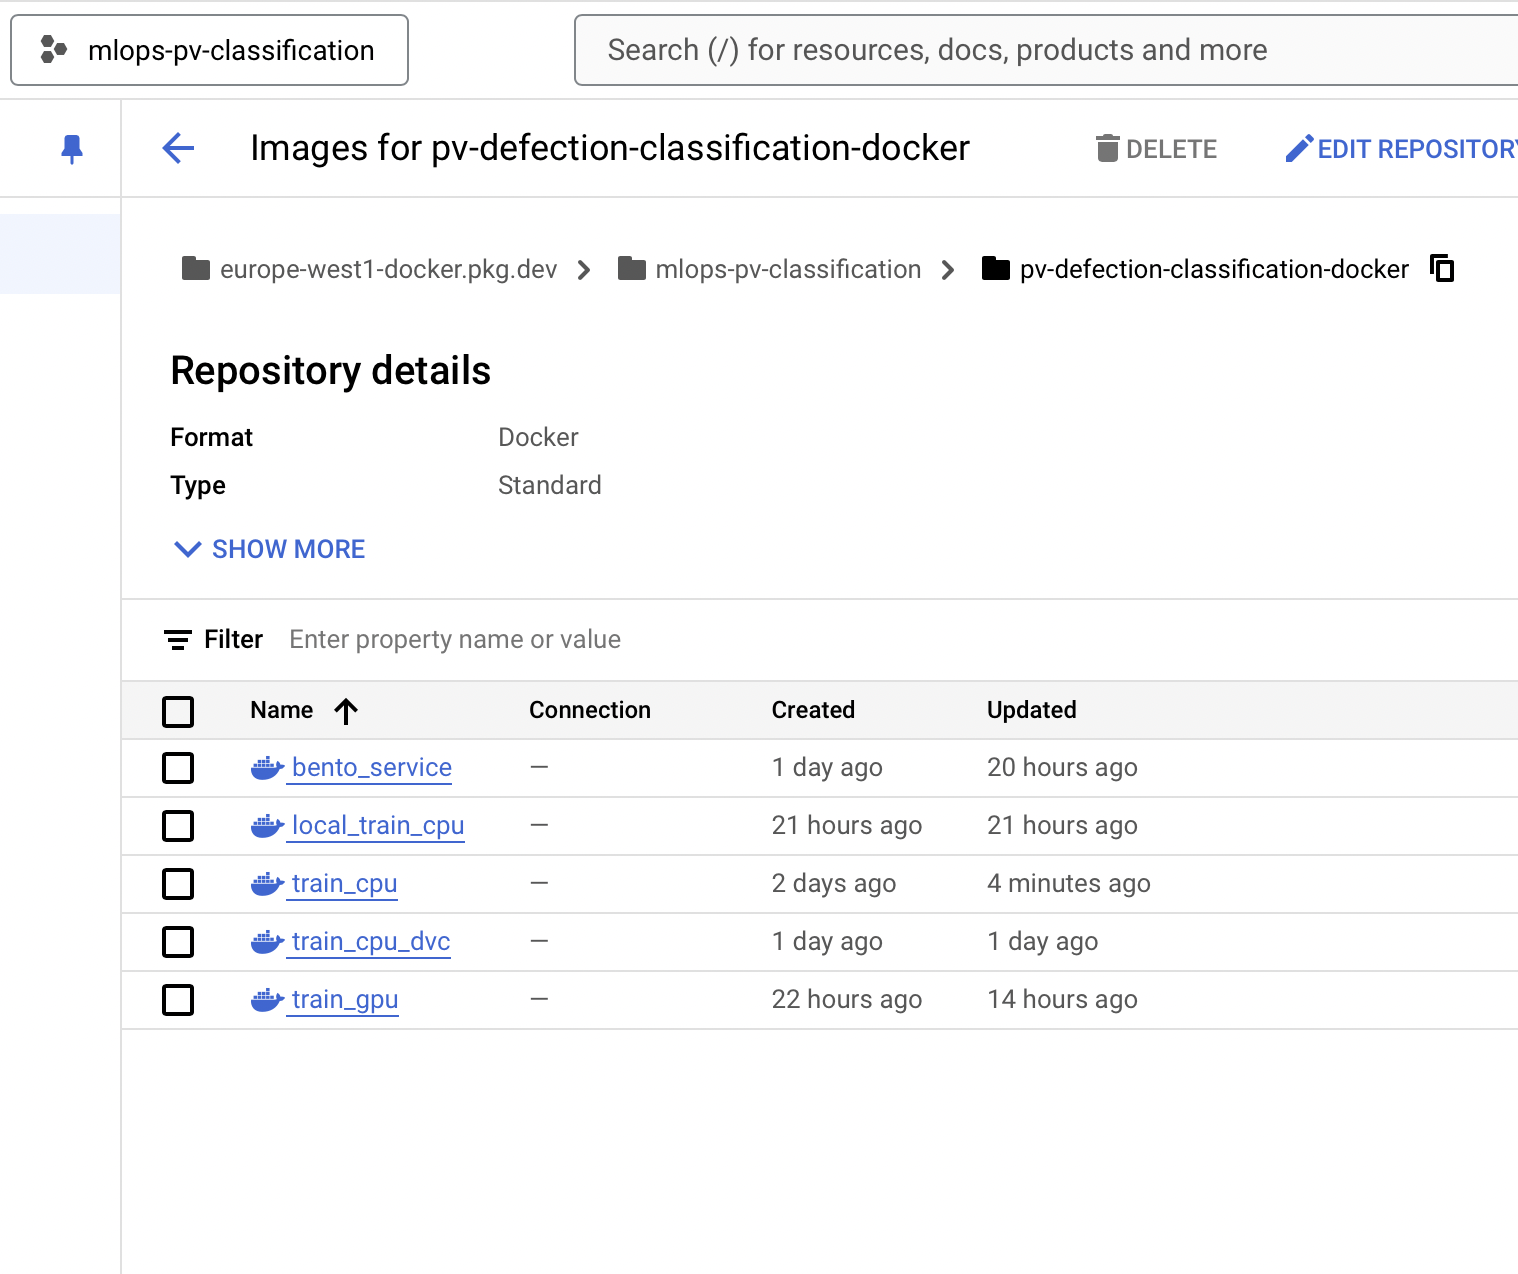 mlops-pv-classification
Search (/) for resources, docs, products and more
Images for pv-defection-classification-docker
DELETE
EDIT REPOSITORY
europe-west1-docker.pkg.dev > mlops-pv-classification > pv-defection-classification-docker
Repository details
Format Docker
Type Standard
SHOW MORE
Filter Enter property name or value
Name Connection Created Updated
bento_service — 1 day ago 20 hours ago
local_train_cpu — 21 hours ago 21 hours ago
train_cpu — 2 days ago 4 minutes ago
train_cpu_dvc — 1 day ago 1 day ago
train_gpu — 22 hours ago 14 hours ago